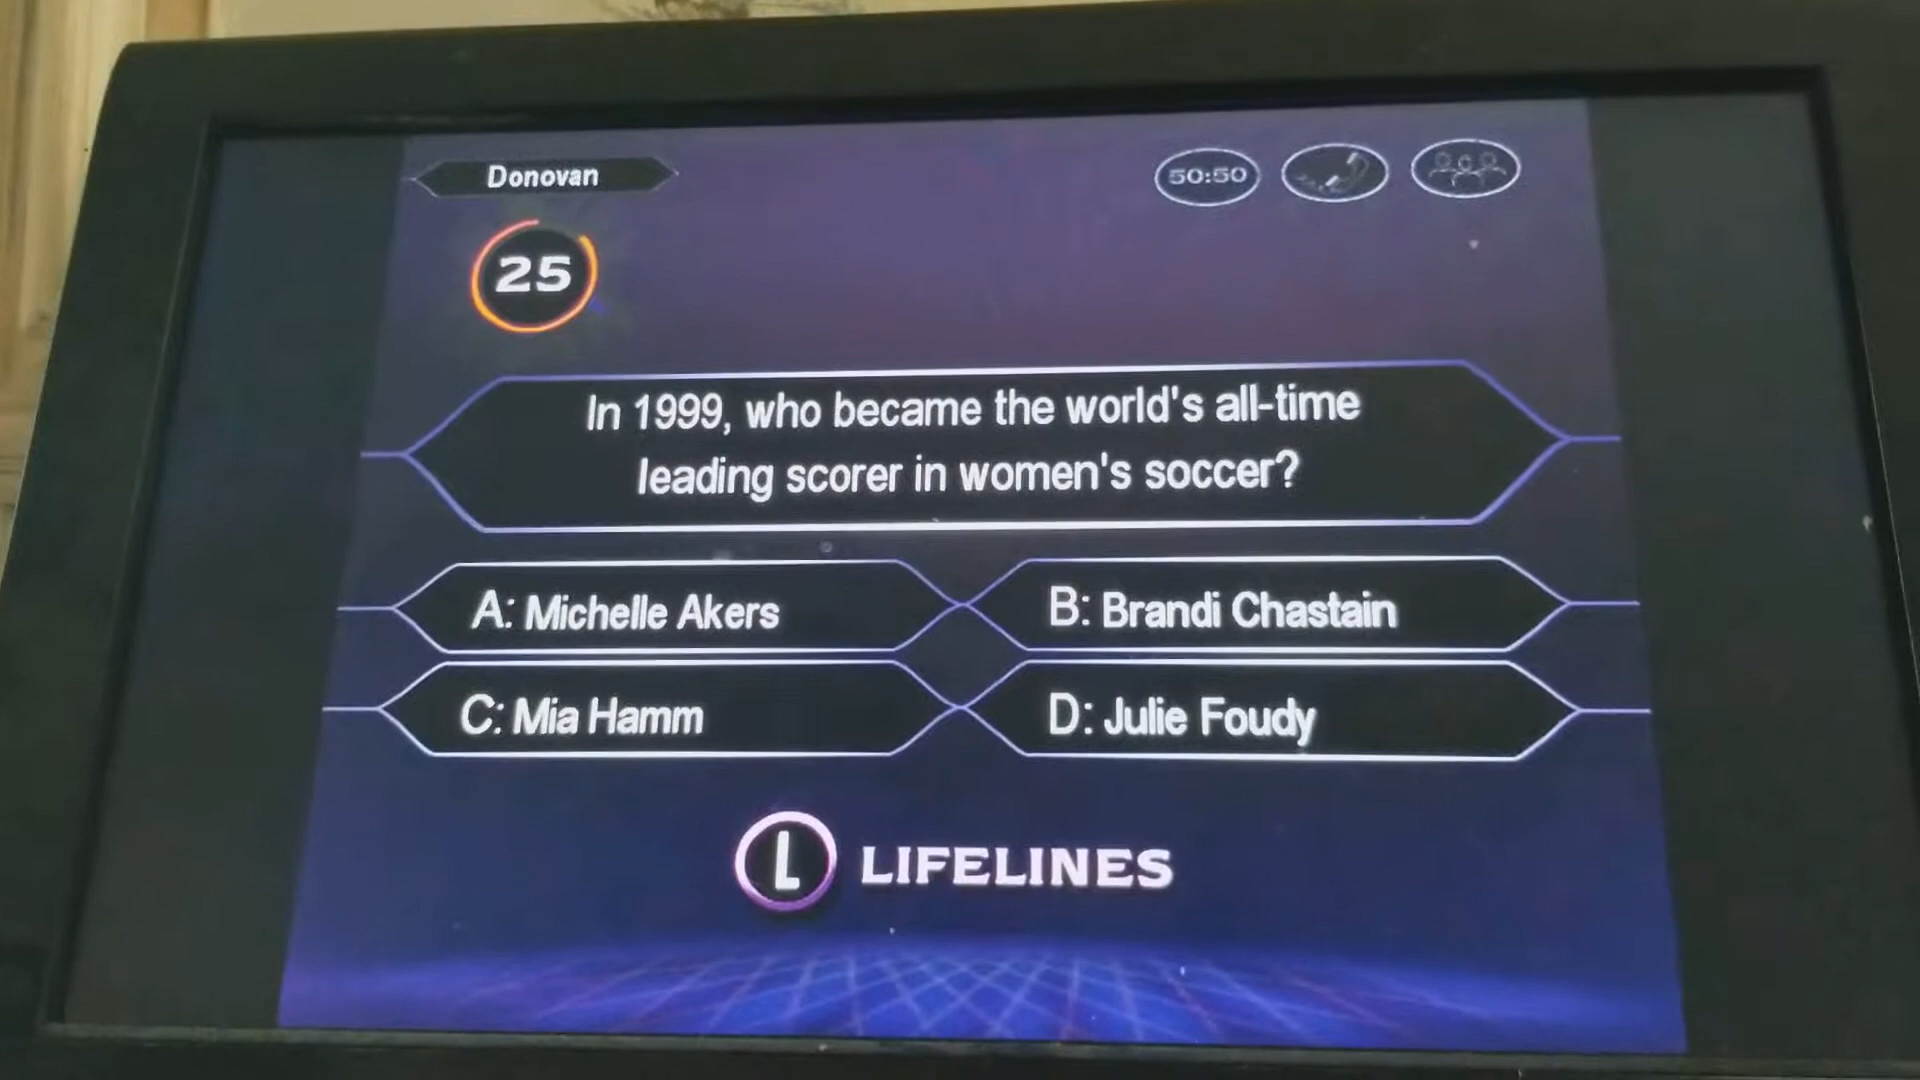 Donovan
50:50
25
In 1999, who became the world's all-time
leading scorer in women's soccer?
A: Michelle Akers
B: Brandi Chastain
C: Mia Hamm
D: Julie Foudy
L LIFELINES